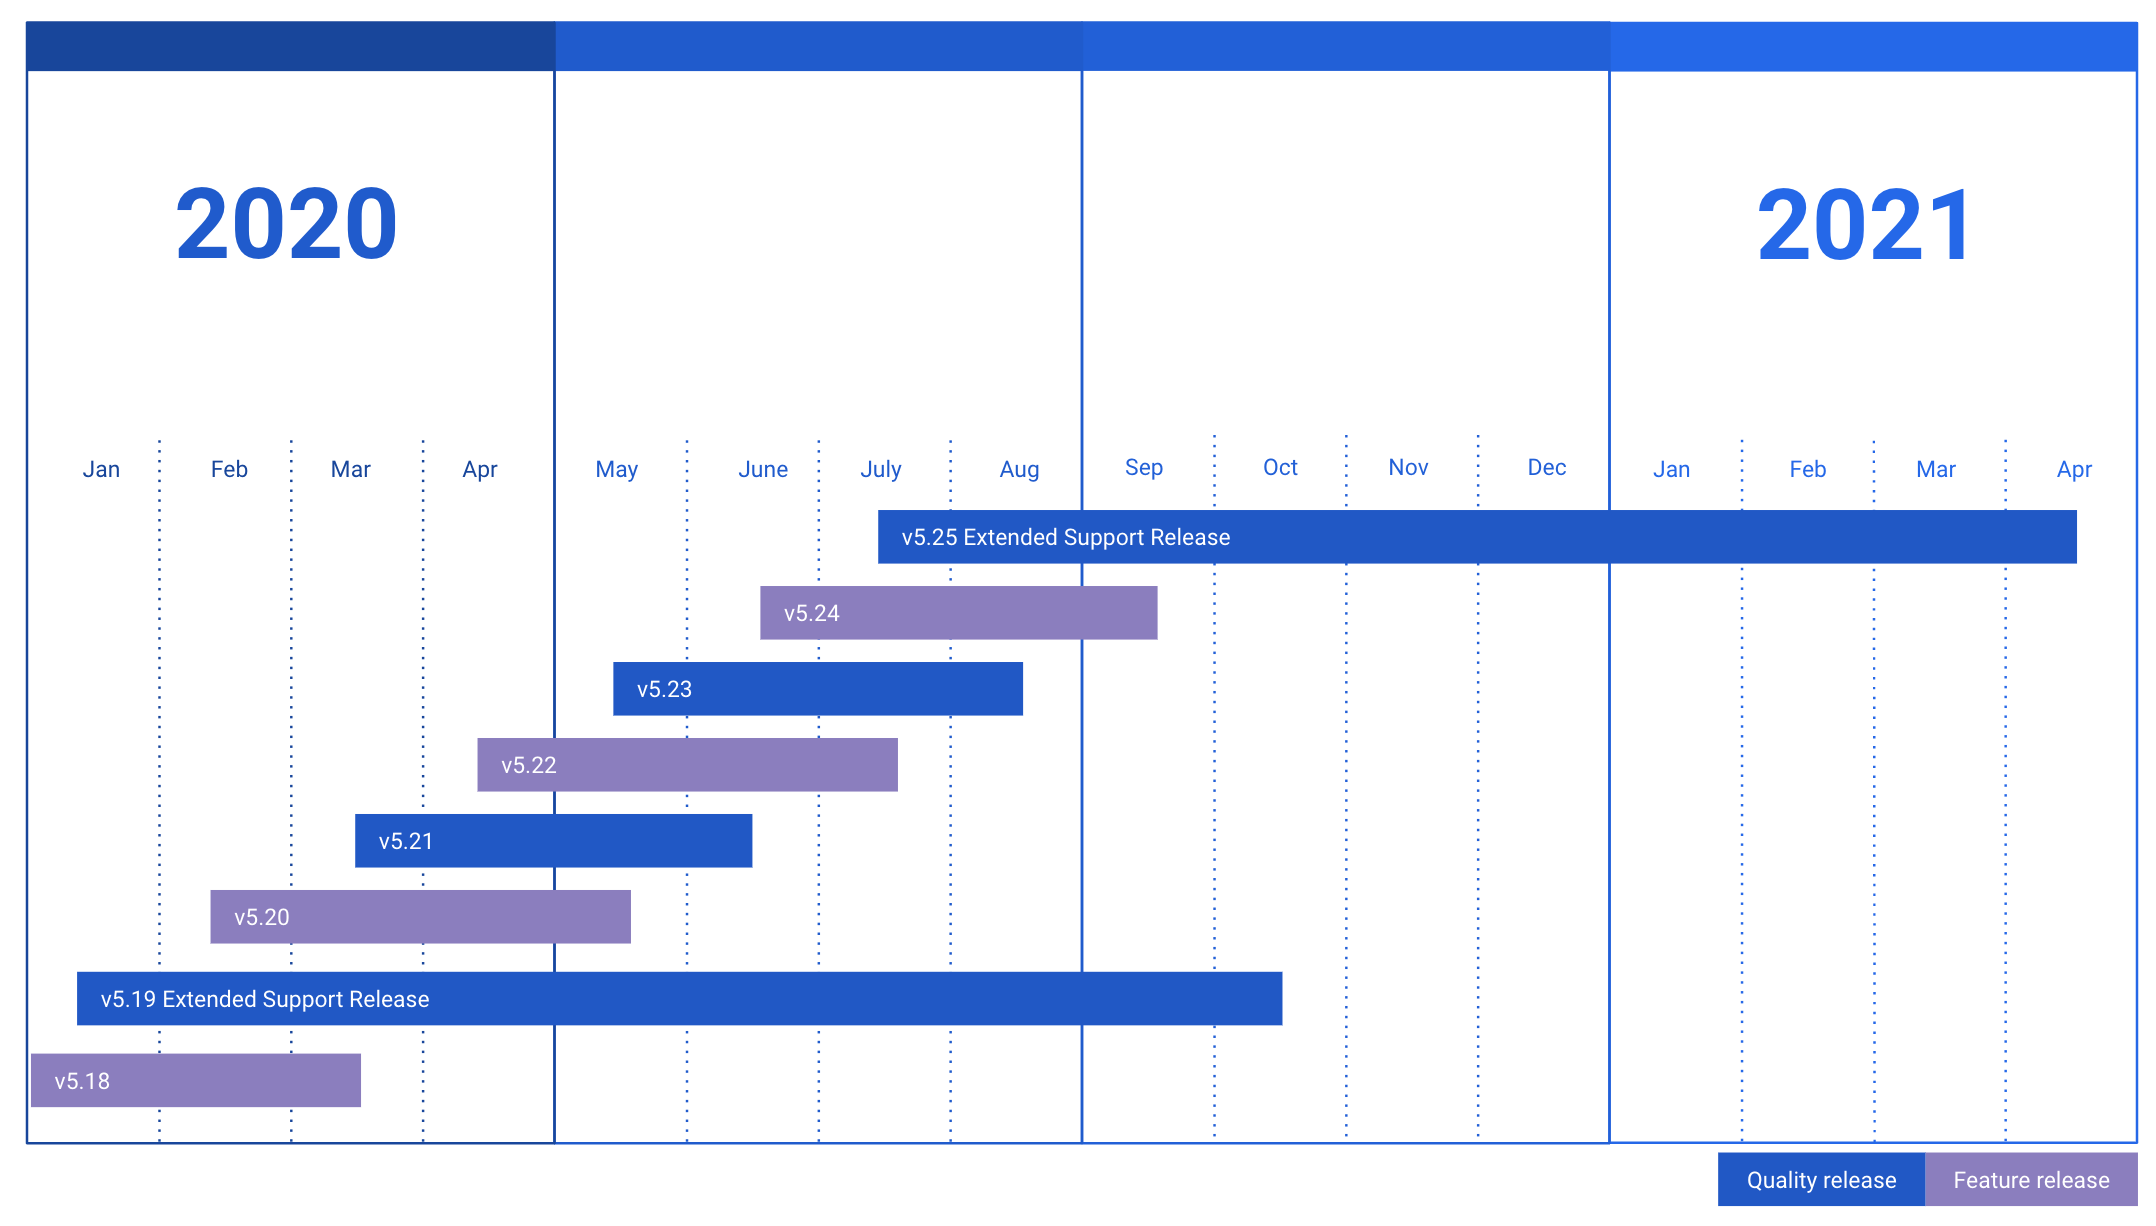 2020
2021
Jan Feb Mar Apr May June July Aug Sep Oct Nov Dec Jan Feb Mar Apr
v5.25 Extended Support Release
v5.24
v5.23
v5.22
v5.21
v5.20
v5.19 Extended Support Release
v5.18
Quality release
Feature release